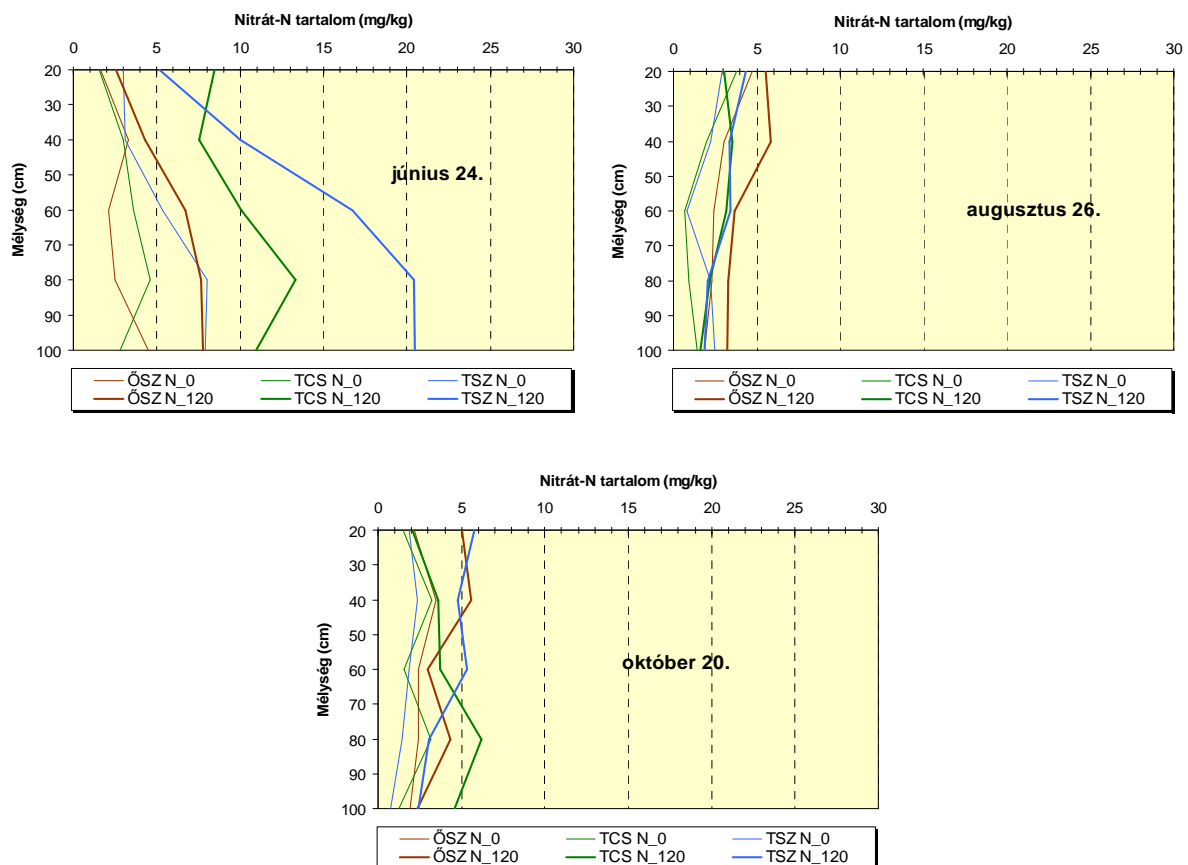 Nitrát-N tartalom (mg/kg)
0 5 10 15 20 25 30
20
30
40
50
60
70
80
90
100
Mélység (cm)
június 24.
ŐSZ N_0 TCS N_0 TSZ N_0
ŐSZ N_120 TCS N_120 TSZ N_120
Nitrát-N tartalom (mg/kg)
0 5 10 15 20 25 30
20
30
40
50
60
70
80
90
100
Mélység (cm)
augusztus 26.
ŐSZ N_0 TCS N_0 TSZ N_0
ŐSZ N_120 TCS N_120 TSZ N_120
Nitrát-N tartalom (mg/kg)
0 5 10 15 20 25 30
20
30
40
50
60
70
80
90
100
Mélység (cm)
október 20.
ŐSZ N_0 TCS N_0 TSZ N_0
ŐSZ N_120 TCS N_120 TSZ N_120